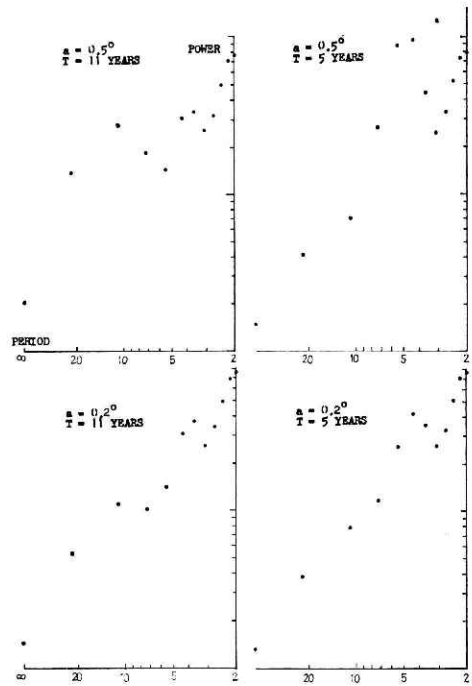 a = 0.5°
T = 11 YEARS
POWER
a = 0.5°
T = 5 YEARS
PERIOD
∞ 20 10 5 2
20 10 5 2
a = 0.2°
T = 11 YEARS
a = 0.2°
T = 5 YEARS
∞ 20 10 5 2
∞ 20 10 5 2